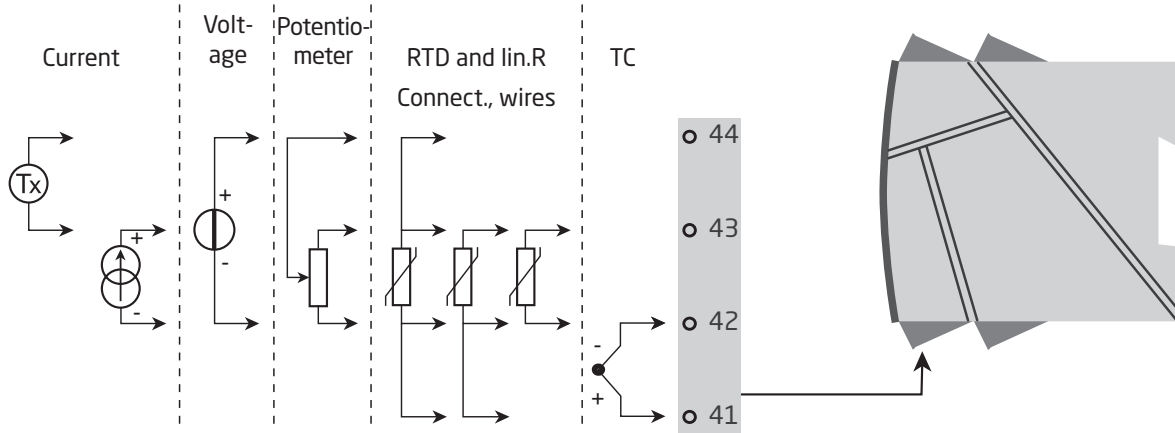 Current
Volt-
age
Potentio-
meter
RTD and lin.R
Connect., wires
TC
Tx
+
-
+
-
-
+
44
43
42
41